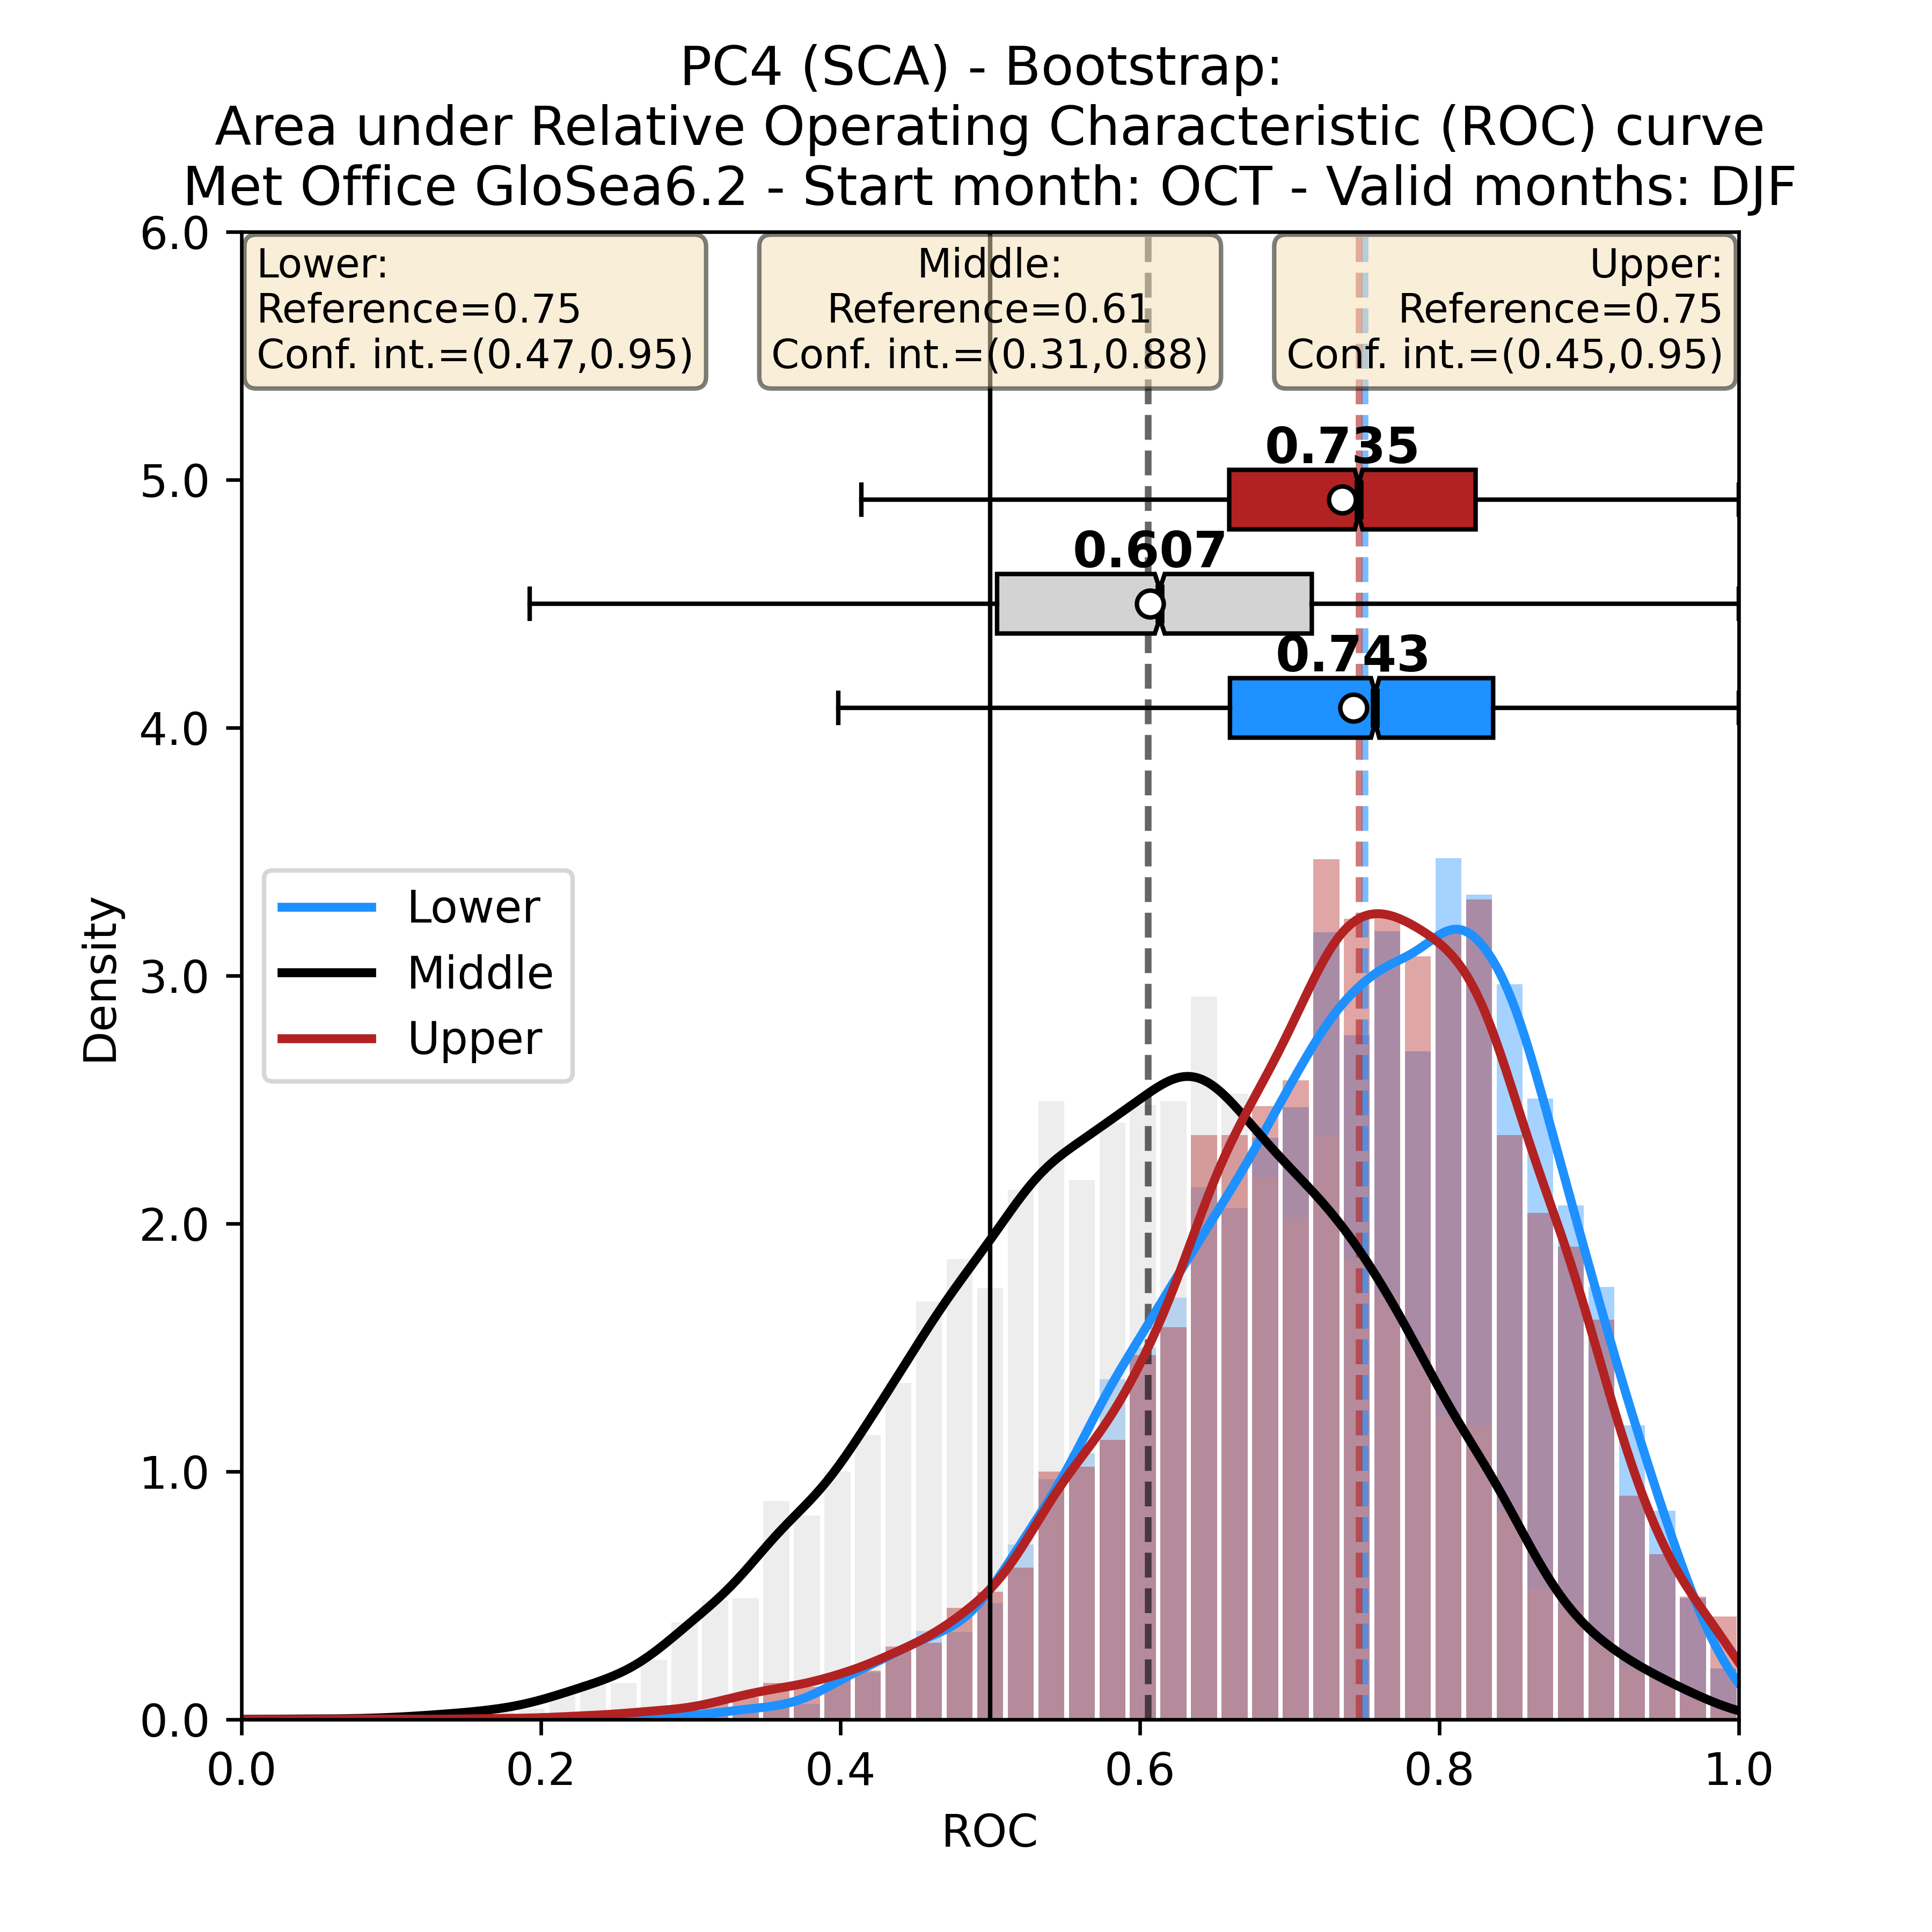 PC4 (SCA) - Bootstrap:
Area under Relative Operating Characteristic (ROC) curve
Met Office GloSea6.2 - Start month: OCT - Valid months: DJF
Lower:
Reference=0.75
Conf. int.=(0.47,0.95)
Middle:
Reference=0.61
Conf. int.=(0.31,0.88)
Upper:
Reference=0.75
Conf. int.=(0.45,0.95)
0.735
0.607
0.743
Lower
Middle
Upper
Density
6.0
5.0
4.0
3.0
2.0
1.0
0.0
0.0 0.2 0.4 0.6 0.8 1.0
ROC